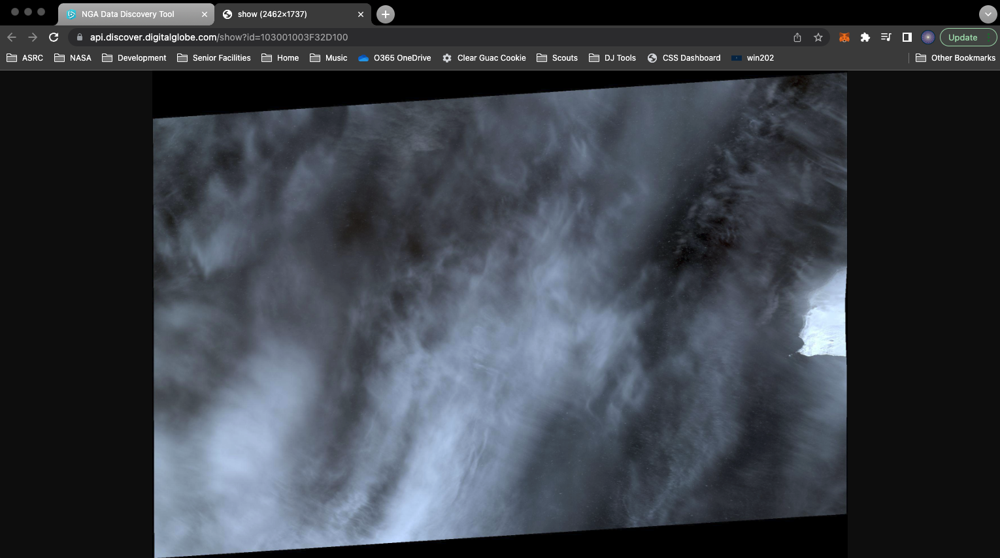 NGA Data Discovery Tool
show (2462×1737)
api.discover.digitalglobe.com/show?id=103001003F32D100
Update
ASRC NASA Development Senior Facilities Home Music O365 OneDrive Clear Guac Cookie Scouts DJ Tools CSS Dashboard win202 Other Bookmarks